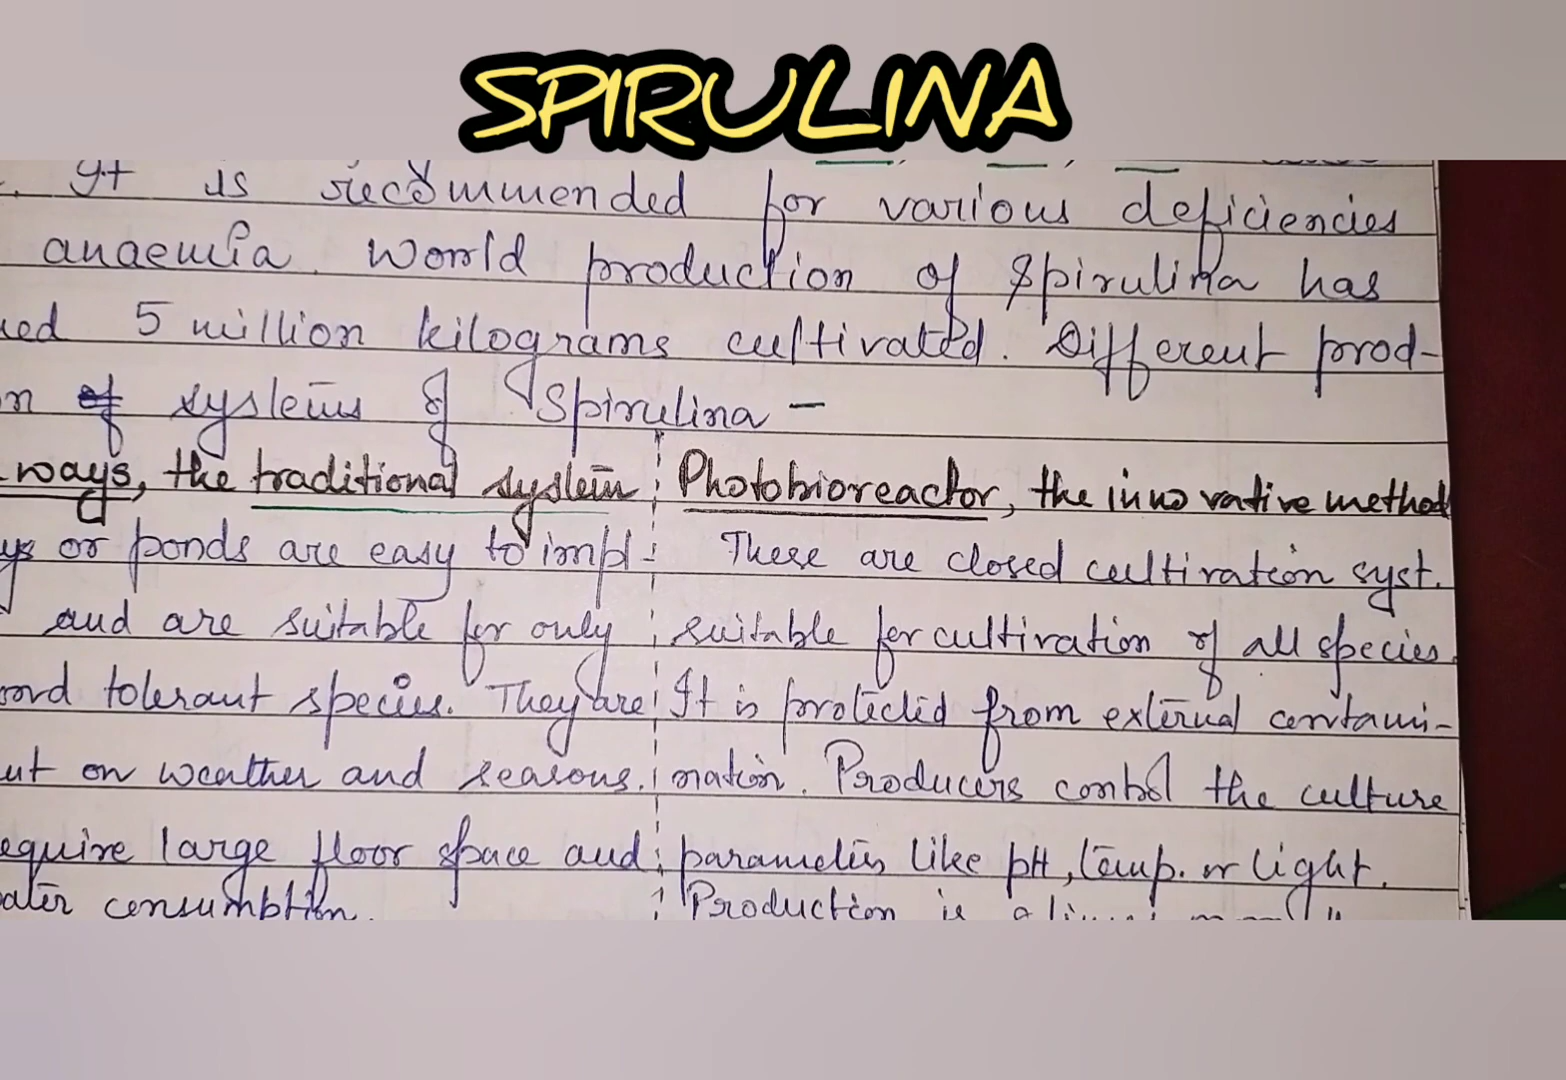 SPIRULINA
It is recommended for various deficiencies
anaemia. World production of Spirulina has
5 million kilograms cultivated. Different prod-
systems of Spirulina -
ways, the traditional system
or ponds are easy to impl-
and are suitable for only
tolerant species. They are
on weather and seasons.
equire large floor space and
consumption.
Photobioreactor, the innovative method
These are closed cultivation syst.
suitable for cultivation of all species.
It is protected from external contami-
nation. Producers control the culture
parameters like pH, temp. or light.
Production is